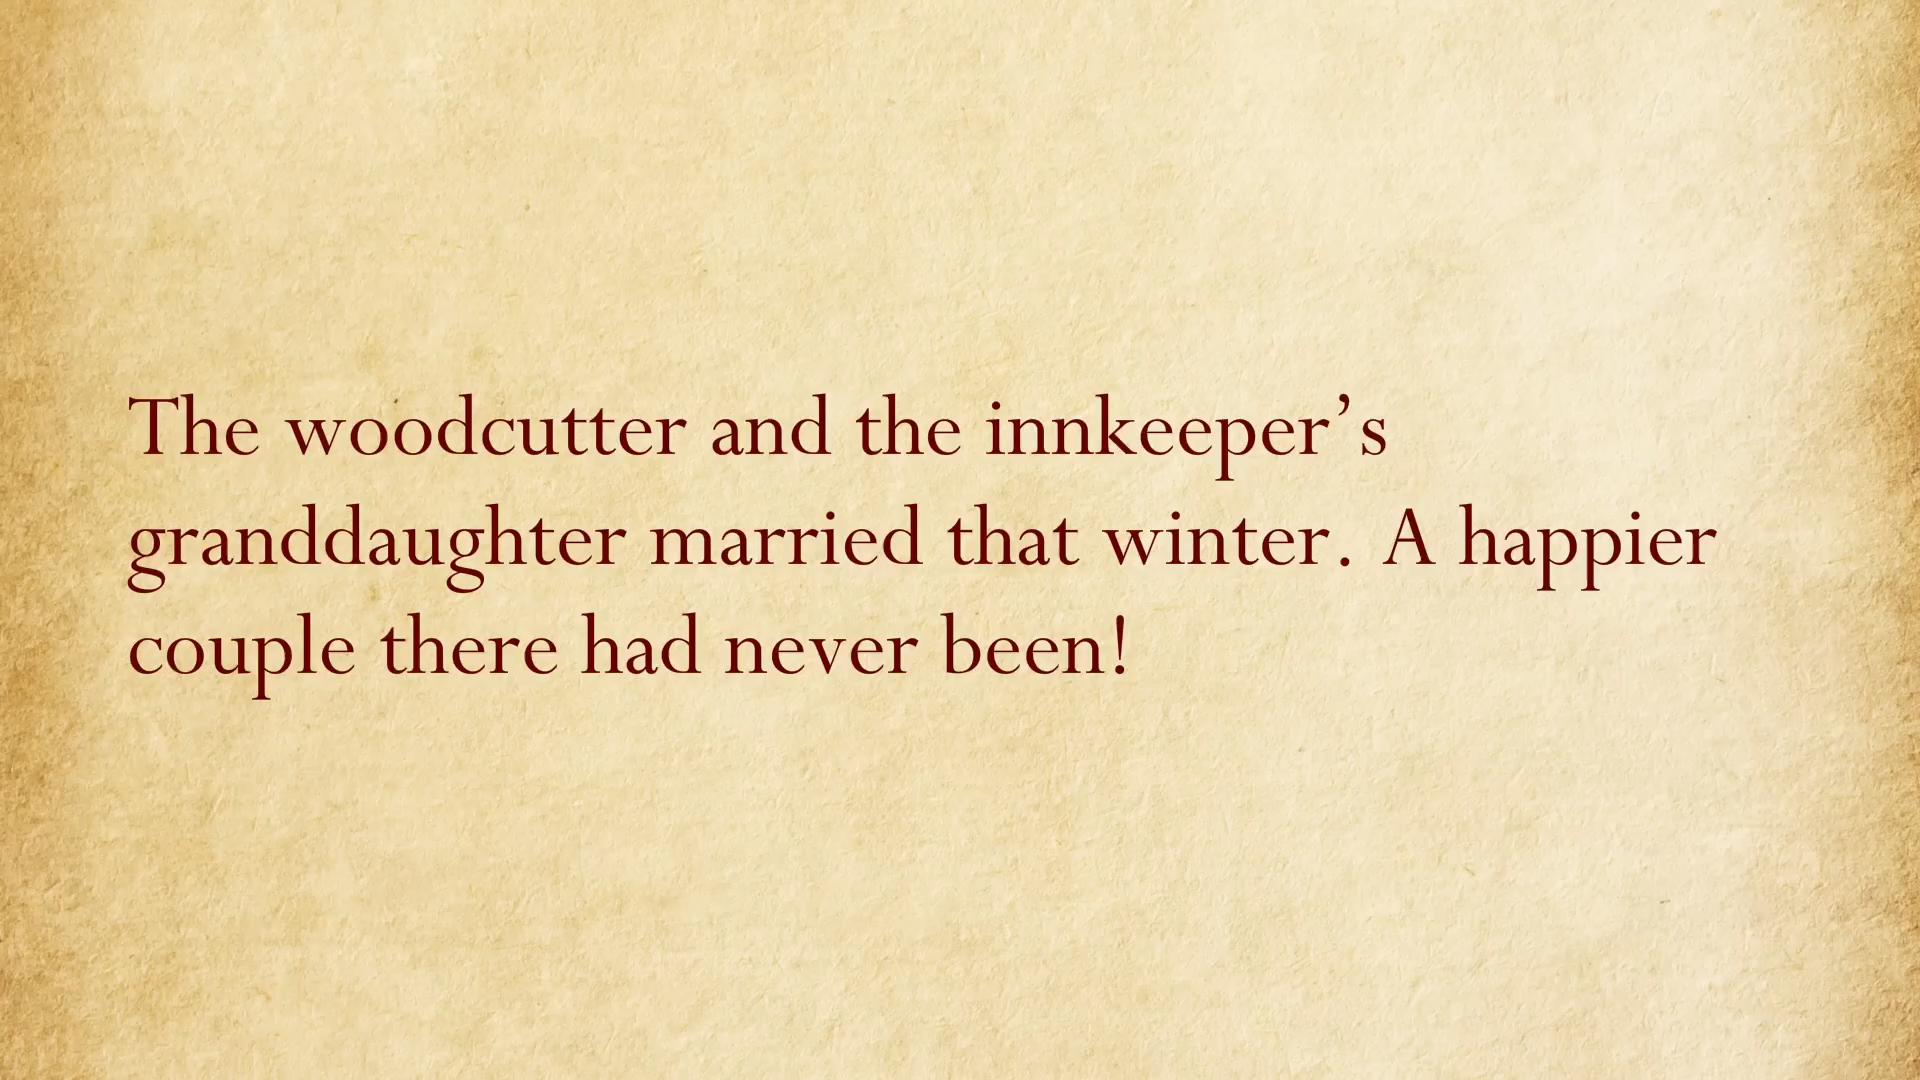 The woodcutter and the innkeeper’s
granddaughter married that winter. A happier
couple there had never been!